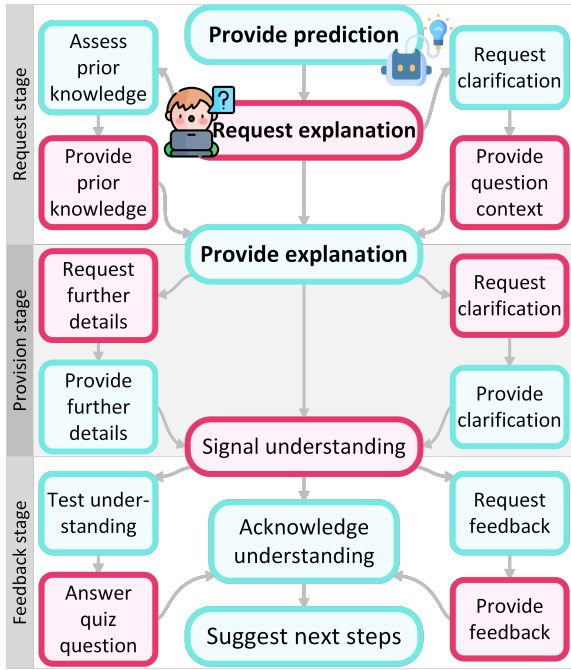 Request stage
Provide prediction
Assess
prior
knowledge
Request
clarification
?
Request explanation
Provide
prior
knowledge
Provide
question
context
Provide explanation
Provision stage
Request
further
details
Request
clarification
Provide
further
details
Provide
clarification
Signal understanding
Feedback stage
Test under-
standing
Acknowledge
understanding
Request
feedback
Answer
quiz
question
Suggest next steps
Provide
feedback